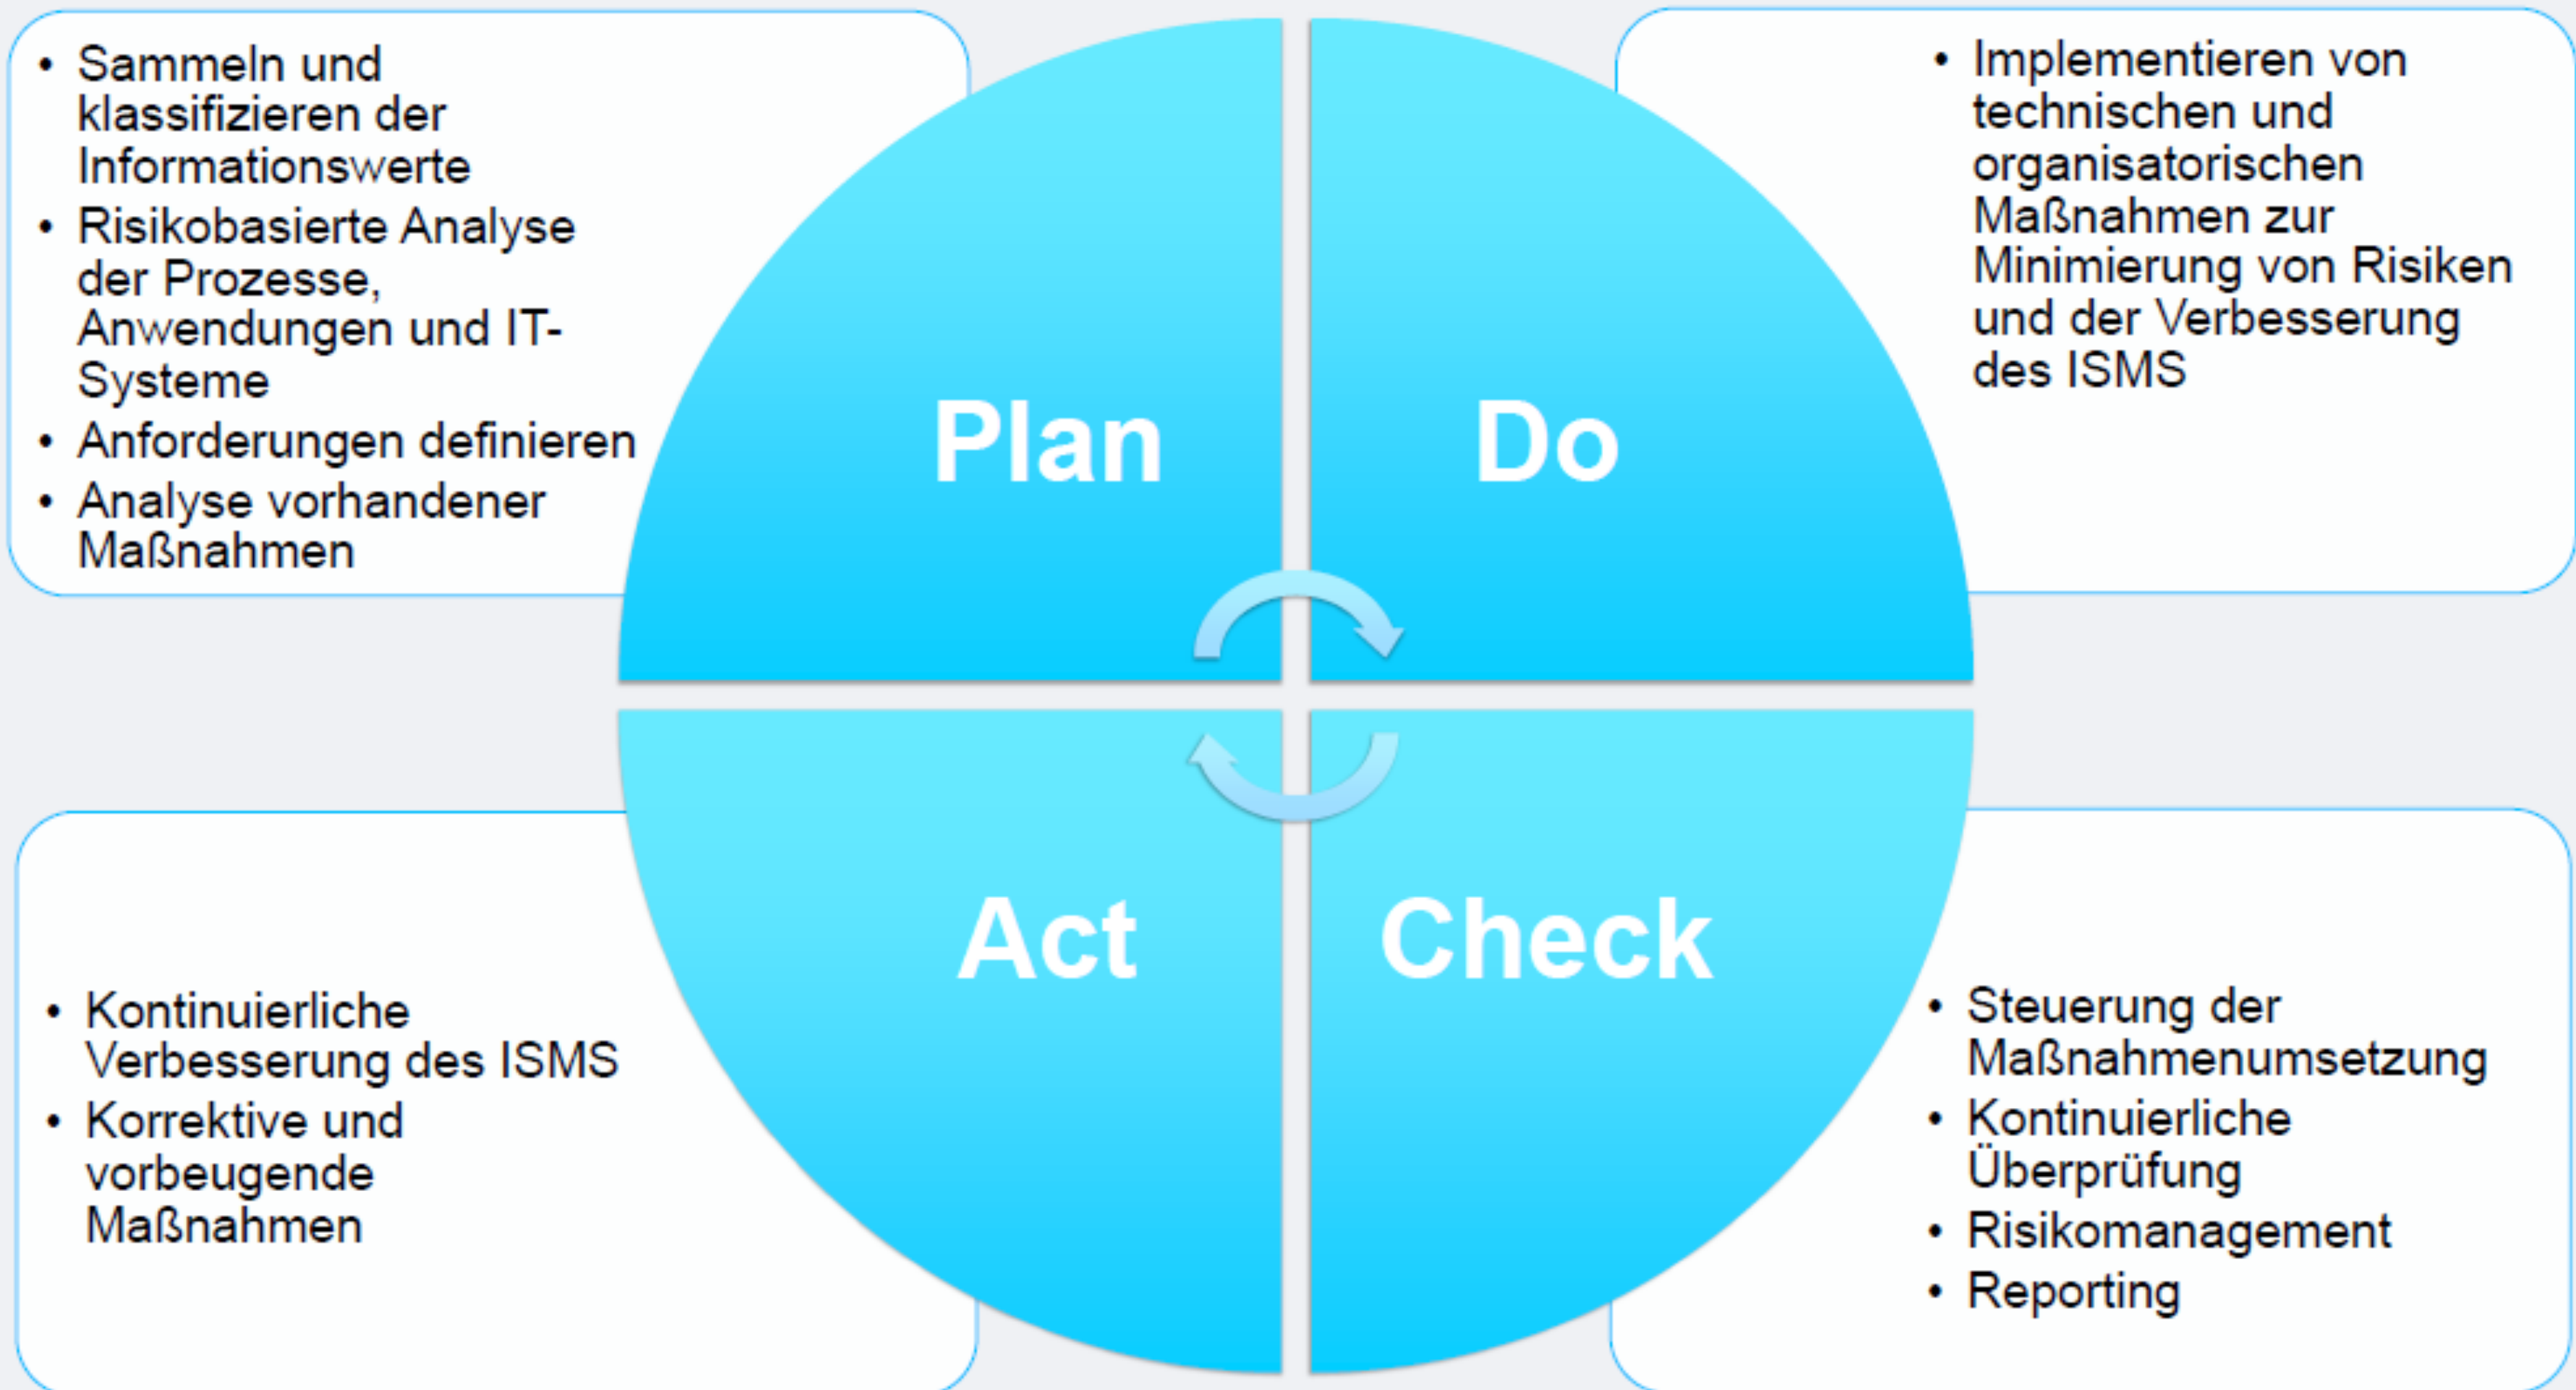 • Sammeln und
klassifizieren der
Informationswerte
• Risikobasierte Analyse
der Prozesse,
Anwendungen und IT-
Systeme
• Anforderungen definieren
• Analyse vorhandener
Maßnahmen
Plan
Do
• Implementieren von
technischen und
organisatorischen
Maßnahmen zur
Minimierung von Risiken
und der Verbesserung
des ISMS
• Kontinuierliche
Verbesserung des ISMS
• Korrektive und
vorbeugende
Maßnahmen
Act
Check
• Steuerung der
Maßnahmenumsetzung
• Kontinuierliche
Überprüfung
• Risikomanagement
• Reporting